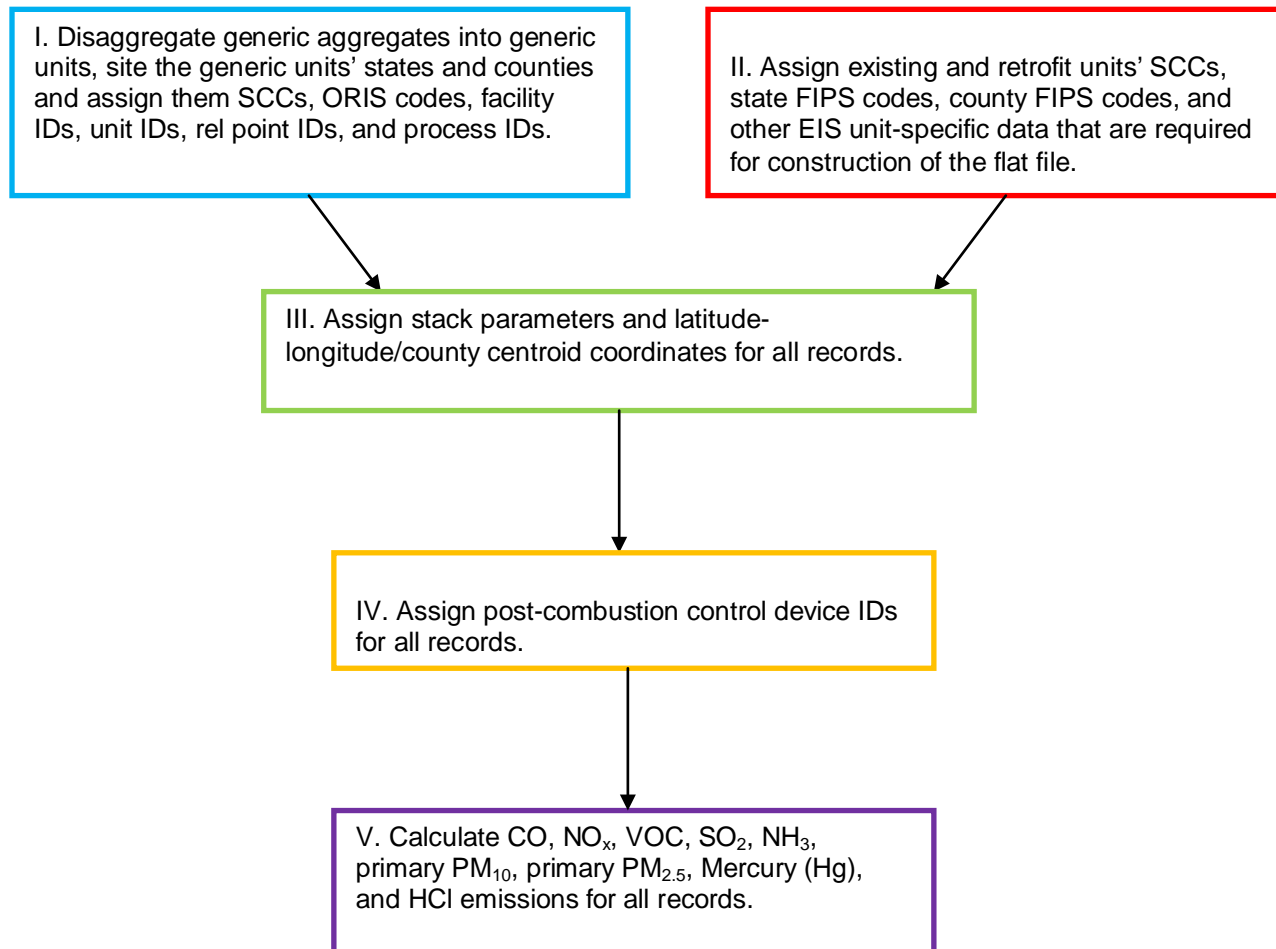 I. Disaggregate generic aggregates into generic
units, site the generic units’ states and counties
and assign them SCCs, ORIS codes, facility
IDs, unit IDs, rel point IDs, and process IDs.
II. Assign existing and retrofit units’ SCCs,
state FIPS codes, county FIPS codes, and
other EIS unit-specific data that are required
for construction of the flat file.
III. Assign stack parameters and latitude-
longitude/county centroid coordinates for all records.
IV. Assign post-combustion control device IDs
for all records.
V. Calculate CO, NOx, VOC, SO2, NH3,
primary PM10, primary PM2.5, Mercury (Hg),
and HCl emissions for all records.